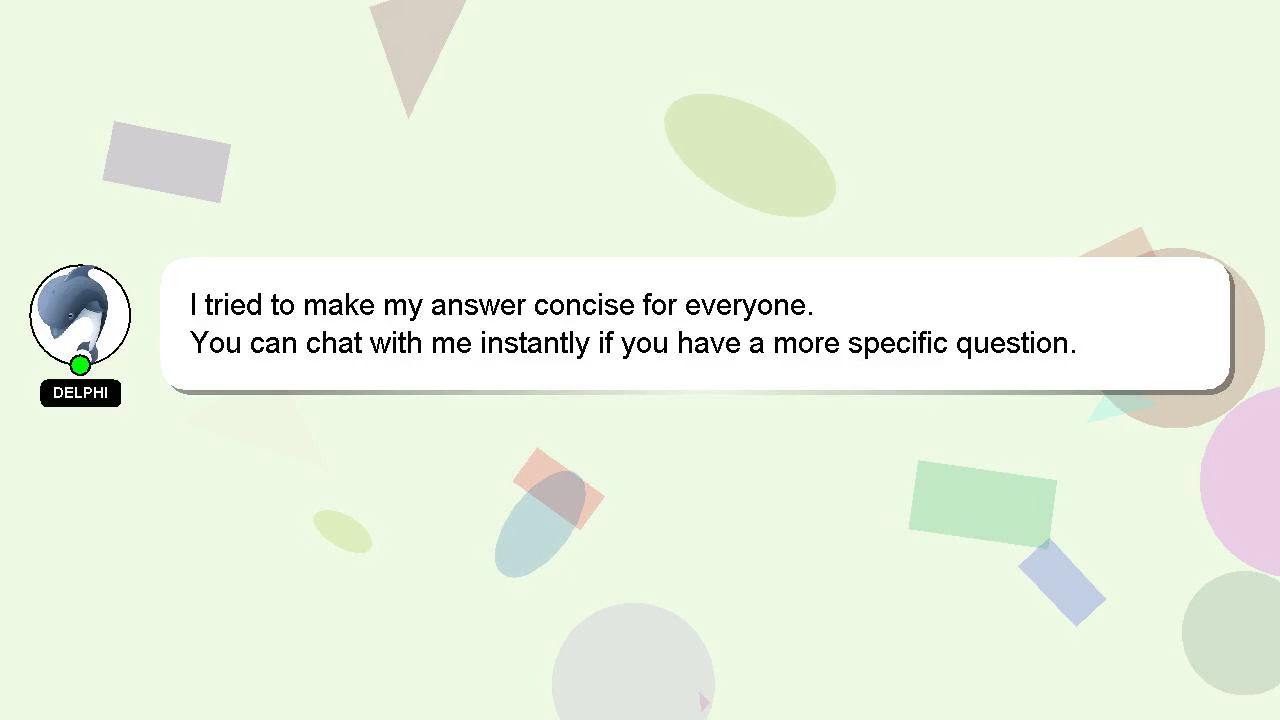 I tried to make my answer concise for everyone.
You can chat with me instantly if you have a more specific question.
DELPHI